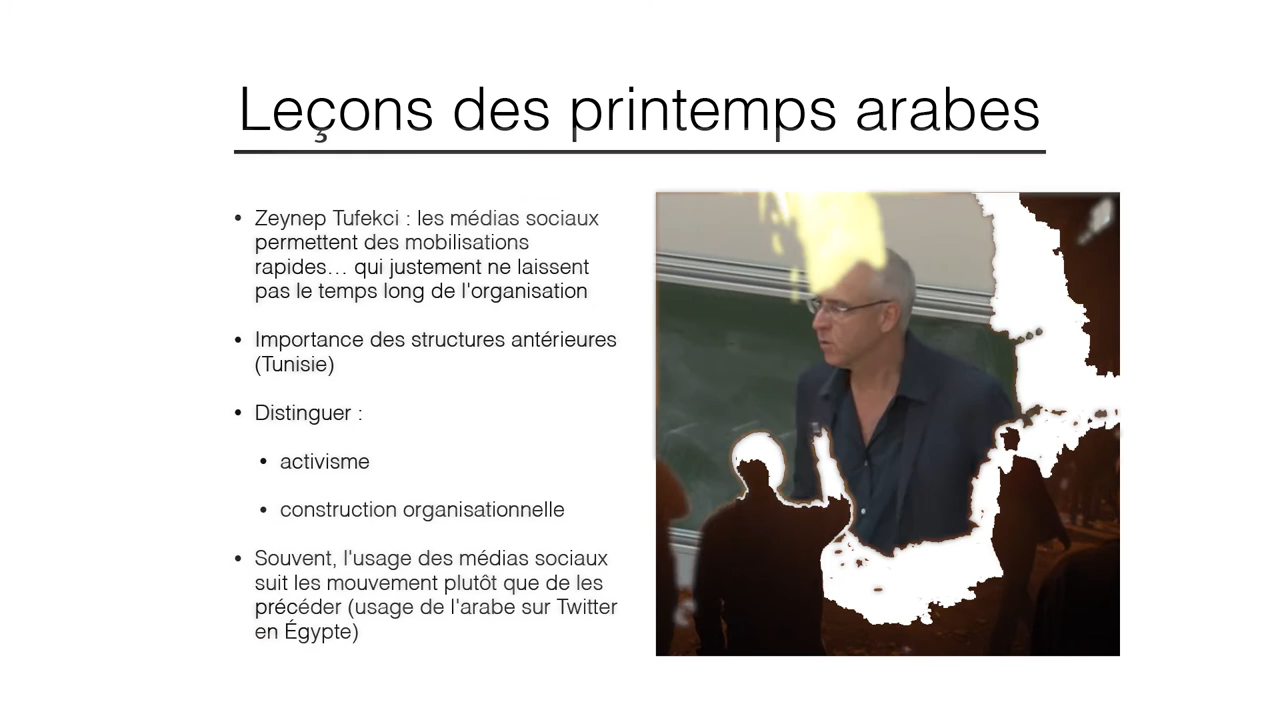 Leçons des printemps arabes
• Zeynep Tufekci : les médias sociaux
permettent des mobilisations
rapides… qui justement ne laissent
pas le temps long de l'organisation
• Importance des structures antérieures
(Tunisie)
• Distinguer :
• activisme
• construction organisationnelle
• Souvent, l'usage des médias sociaux
suit les mouvement plutôt que de les
précéder (usage de l'arabe sur Twitter
en Égypte)